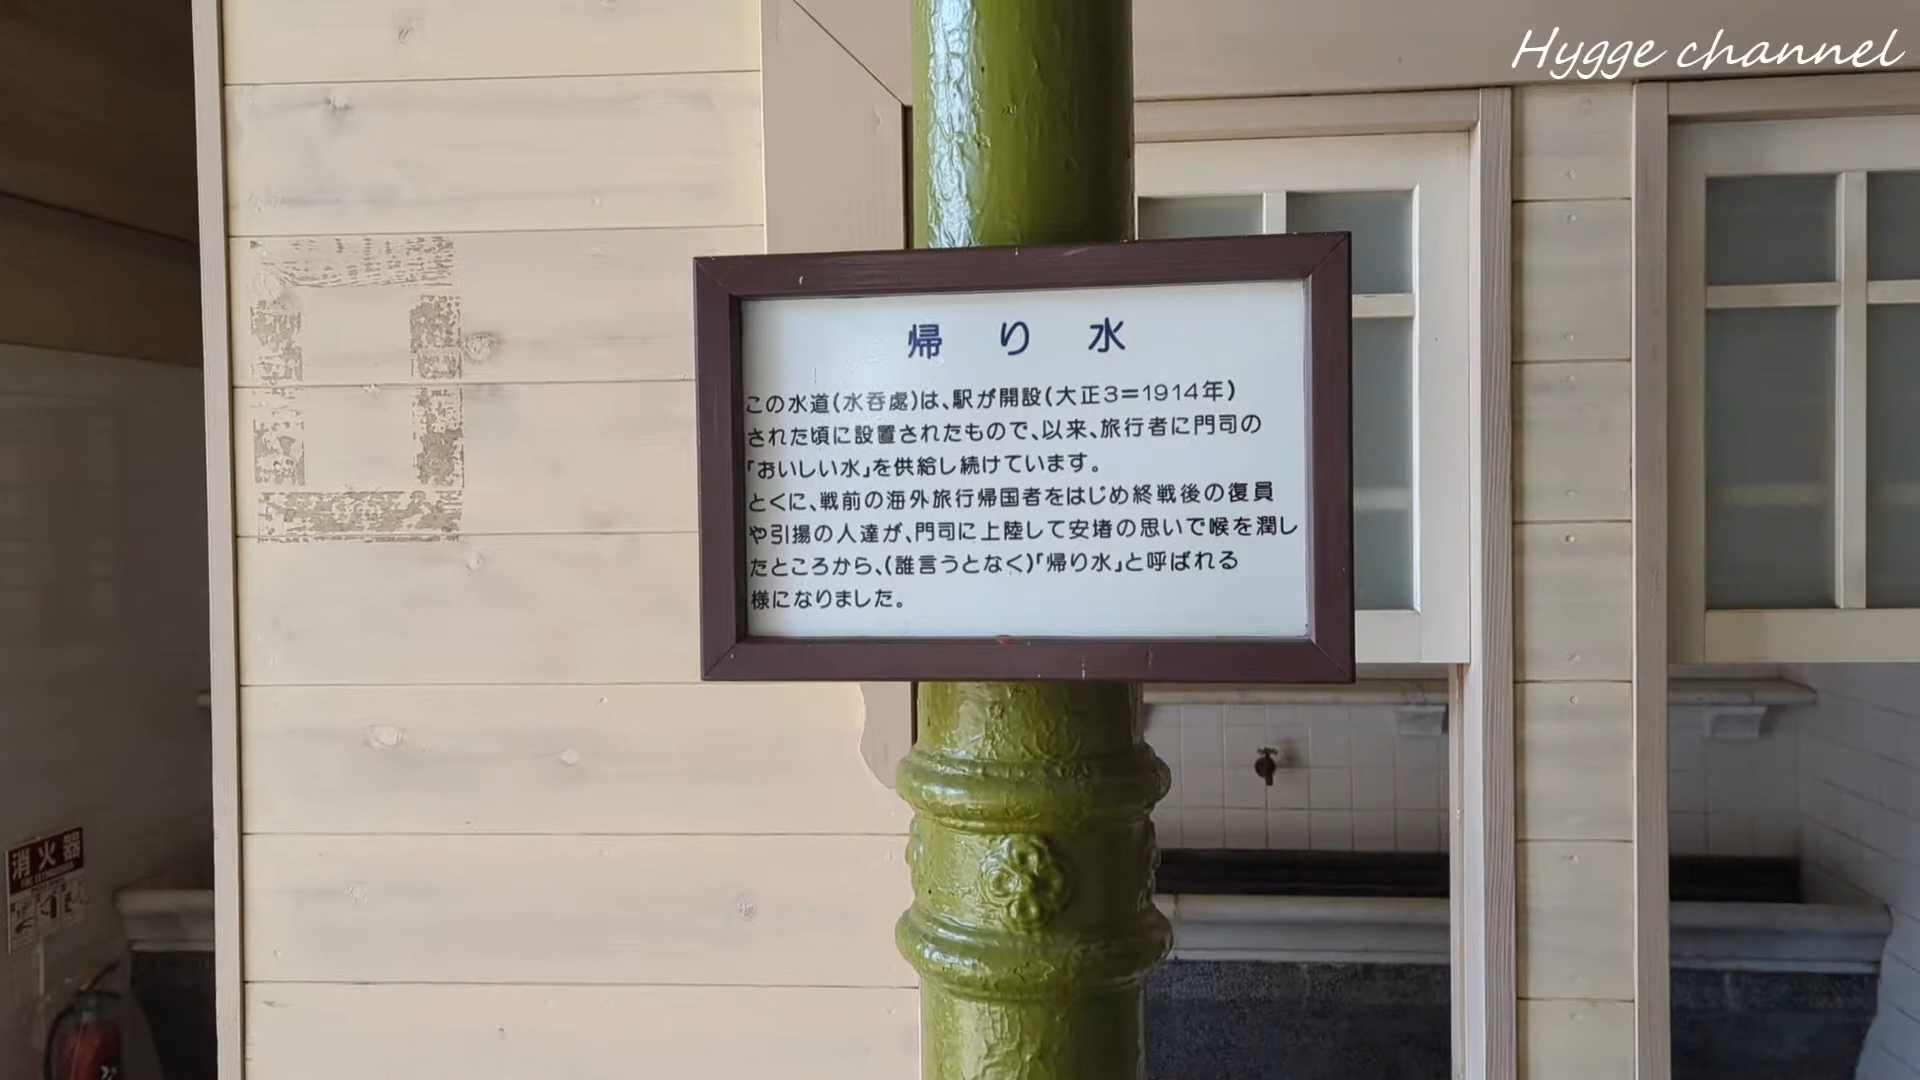 Hygge channel
帰り水
この水道(水呑處)は、駅が開設(大正3=1914年)
された頃に設置されたもので、以来、旅行者に門司の
「おいしい水」を供給し続けています。
とくに、戦前の海外旅行帰国者をはじめ終戦後の復員
や引揚の人達が、門司に上陸して安堵の思いで喉を潤し
たところから、(誰言うとなく)「帰り水」と呼ばれる
様になりました。
消火器
FIRE EXTINGUISHER